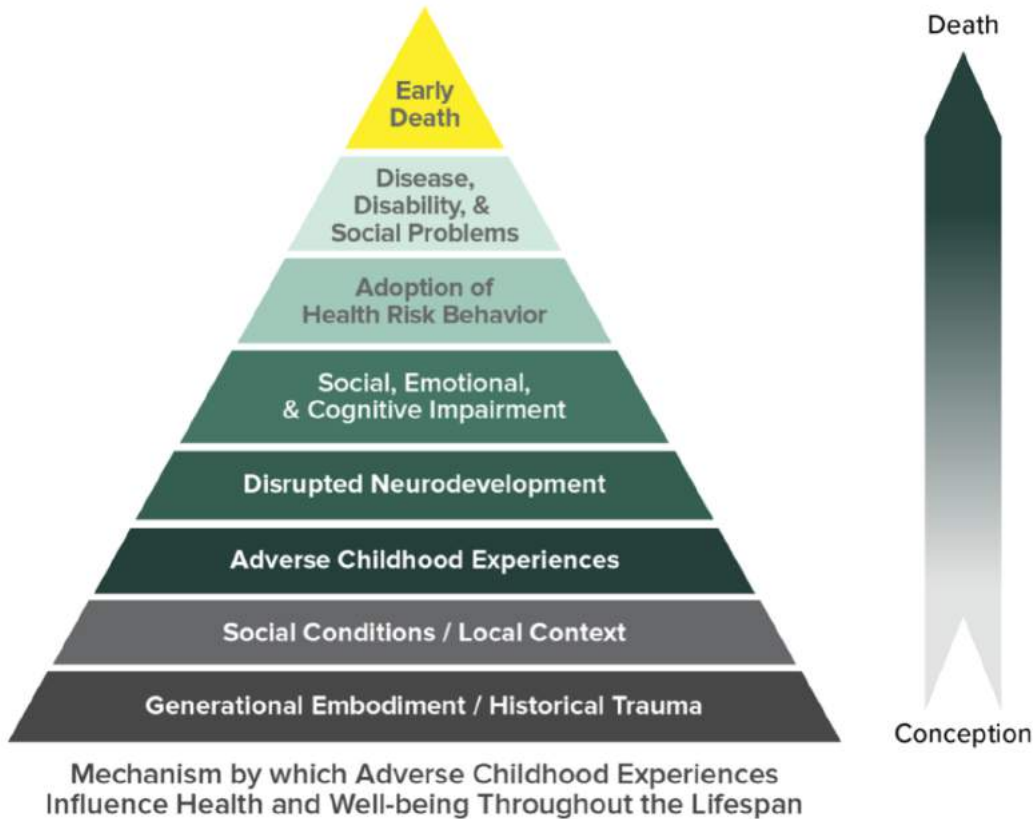 Death
Early
Death
Disease,
Disability, &
Social Problems
Adoption of
Health Risk Behavior
Social, Emotional,
& Cognitive Impairment
Disrupted Neurodevelopment
Adverse Childhood Experiences
Social Conditions / Local Context
Generational Embodiment / Historical Trauma
Conception
Mechanism by which Adverse Childhood Experiences
Influence Health and Well-being Throughout the Lifespan